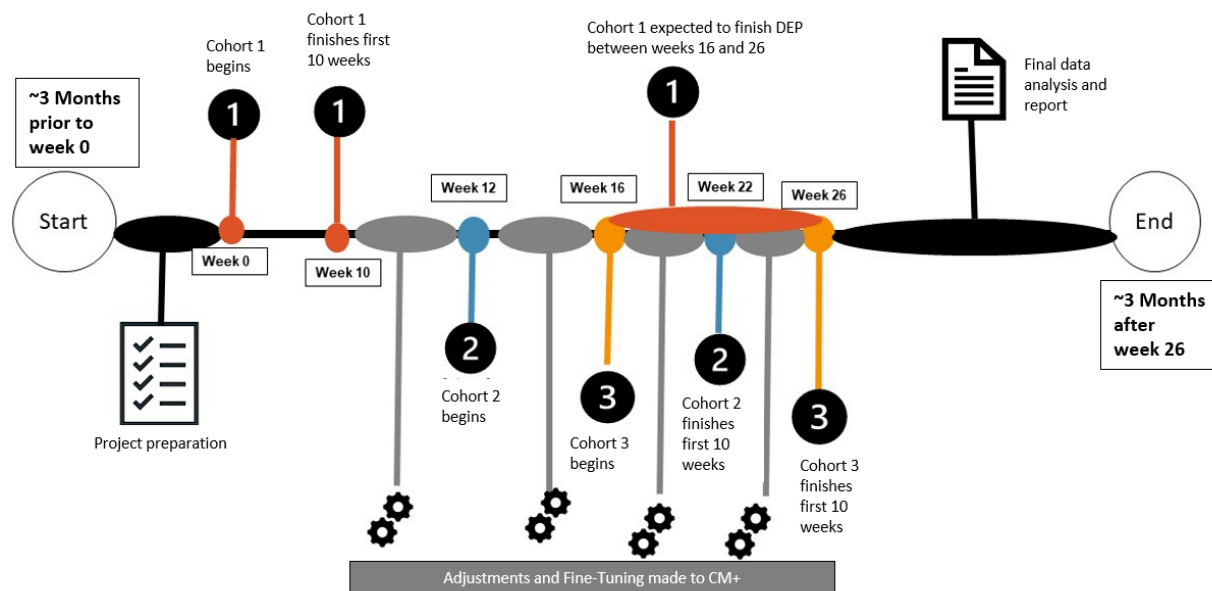 ~3 Months
prior to
week 0
Start
Cohort 1
begins
1
Cohort 1
finishes first
10 weeks
1
Cohort 1 expected to finish DEP
between weeks 16 and 26
1
Final data
analysis and
report
Week 0
Week 10
Week 12
Week 16
Week 22
Week 26
End
~3 Months
after
week 26
Project preparation
2
Cohort 2
begins
3
Cohort 3
begins
2
Cohort 2
finishes
first 10
weeks
3
Cohort 3
finishes
first 10
weeks
Adjustments and Fine-Tuning made to CM+